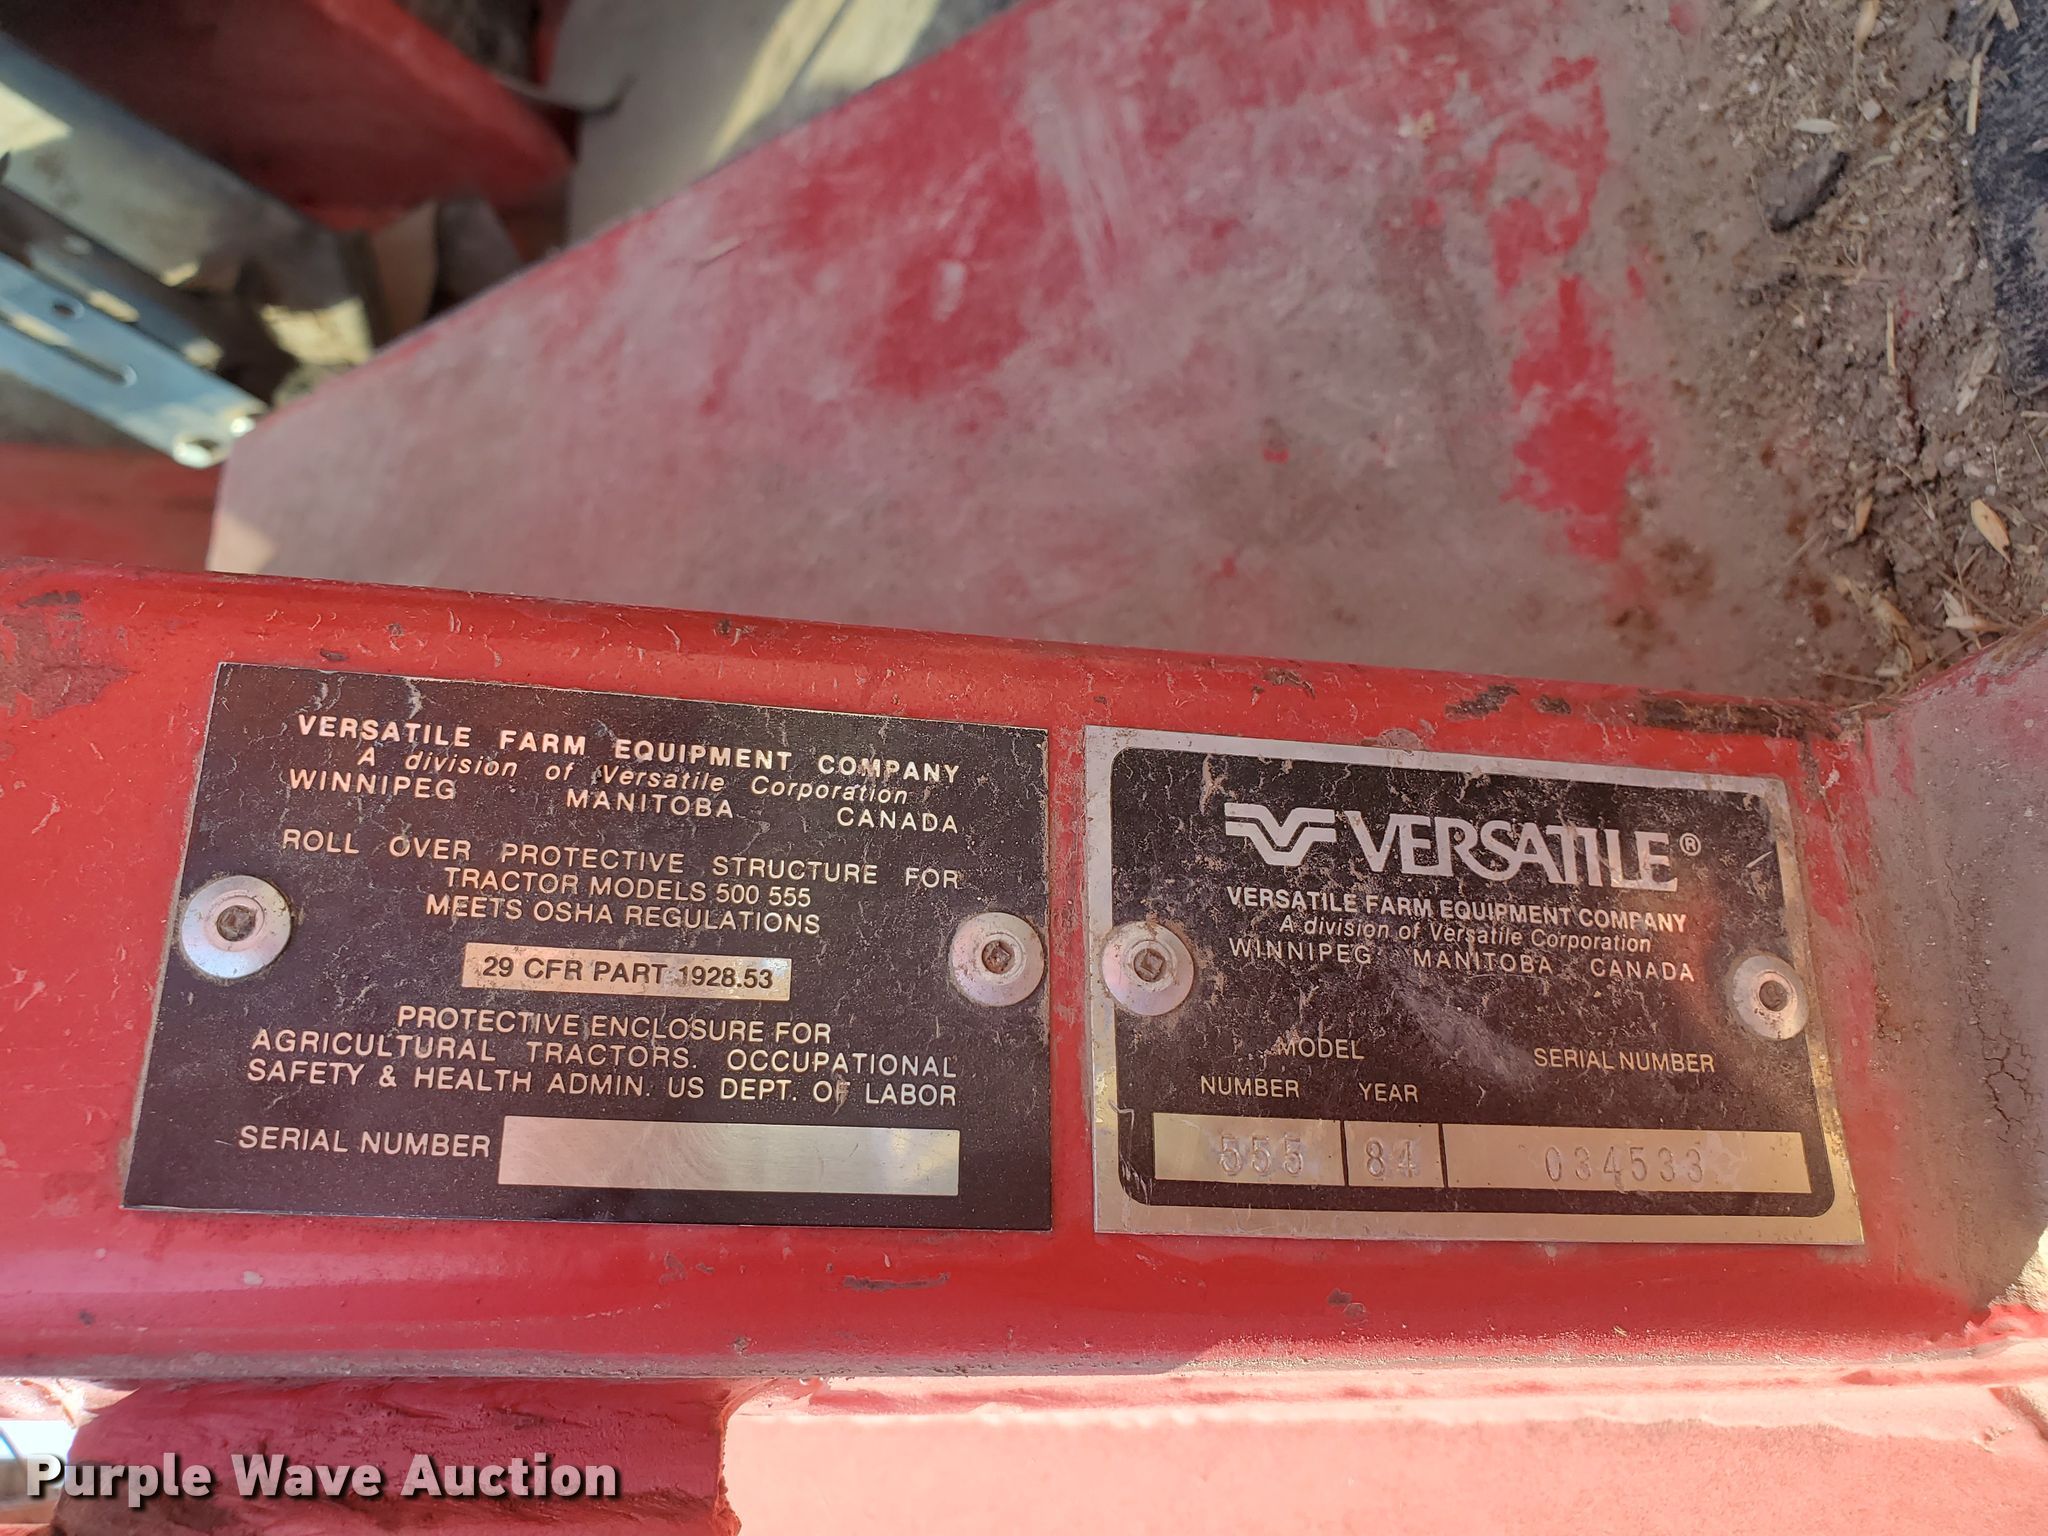 VERSATILE FARM EQUIPMENT COMPANY
A division of Versatile Corporation
WINNIPEG MANITOBA CANADA
ROLL OVER PROTECTIVE STRUCTURE FOR
TRACTOR MODELS 500 555
MEETS OSHA REGULATIONS
29 CFR PART 1928.53
PROTECTIVE ENCLOSURE FOR
AGRICULTURAL TRACTORS. OCCUPATIONAL
SAFETY & HEALTH ADMIN. US DEPT. OF LABOR
SERIAL NUMBER
VERSATILE®
VERSATILE FARM EQUIPMENT COMPANY
A division of Versatile Corporation
WINNIPEG MANITOBA CANADA
MODEL SERIAL NUMBER
NUMBER YEAR
555 84 034533
Purple Wave Auction